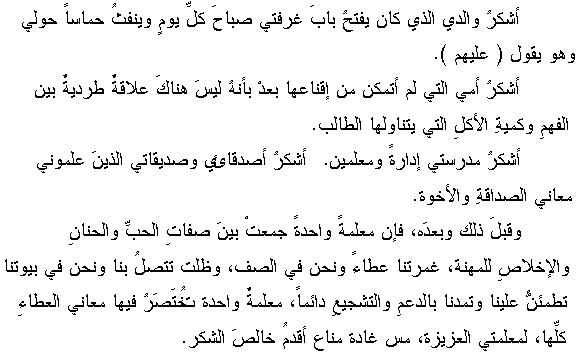 أشكرُ والدي الذي كان يفتحُ بابَ غرفتي صباحَ كلِّ يومٍ وينفثُ حماساً حولي
وهو يقول ( عليهم ).
أشكرُ أمي التي لم أتمكن من إقناعها بعدْ بأنهُ ليسَ هناكَ علاقةٌ طرديةٌ بين
الفهمِ وكميةِ الأكلِ التي يتناولها الطالب.
أشكرُ مدرستي إدارةً ومعلمين. أشكرُ أصدقائي وصديقاتي الذينَ علموني
معاني الصداقةِ والأخوة.
وقبلَ ذلك وبعدَه، فإن معلمةً واحدةً جمعتْ بينَ صفاتِ الحبِّ والحنانِ
والإخلاصِ للمهنة، غمرتنا عطاءً ونحن في الصف، وظلت تتصلُ بنا ونحن في بيوتنا
تطمئنُّ علينا وتمدنا بالدعمِ والتشجيعِ دائماً، معلمةٌ واحدة تُختَصَرُ فيها معاني العطاءِ
كلِّها، لمعلمتي العزيزة، مس غادة مناع أقدمُ خالصَ الشكر.